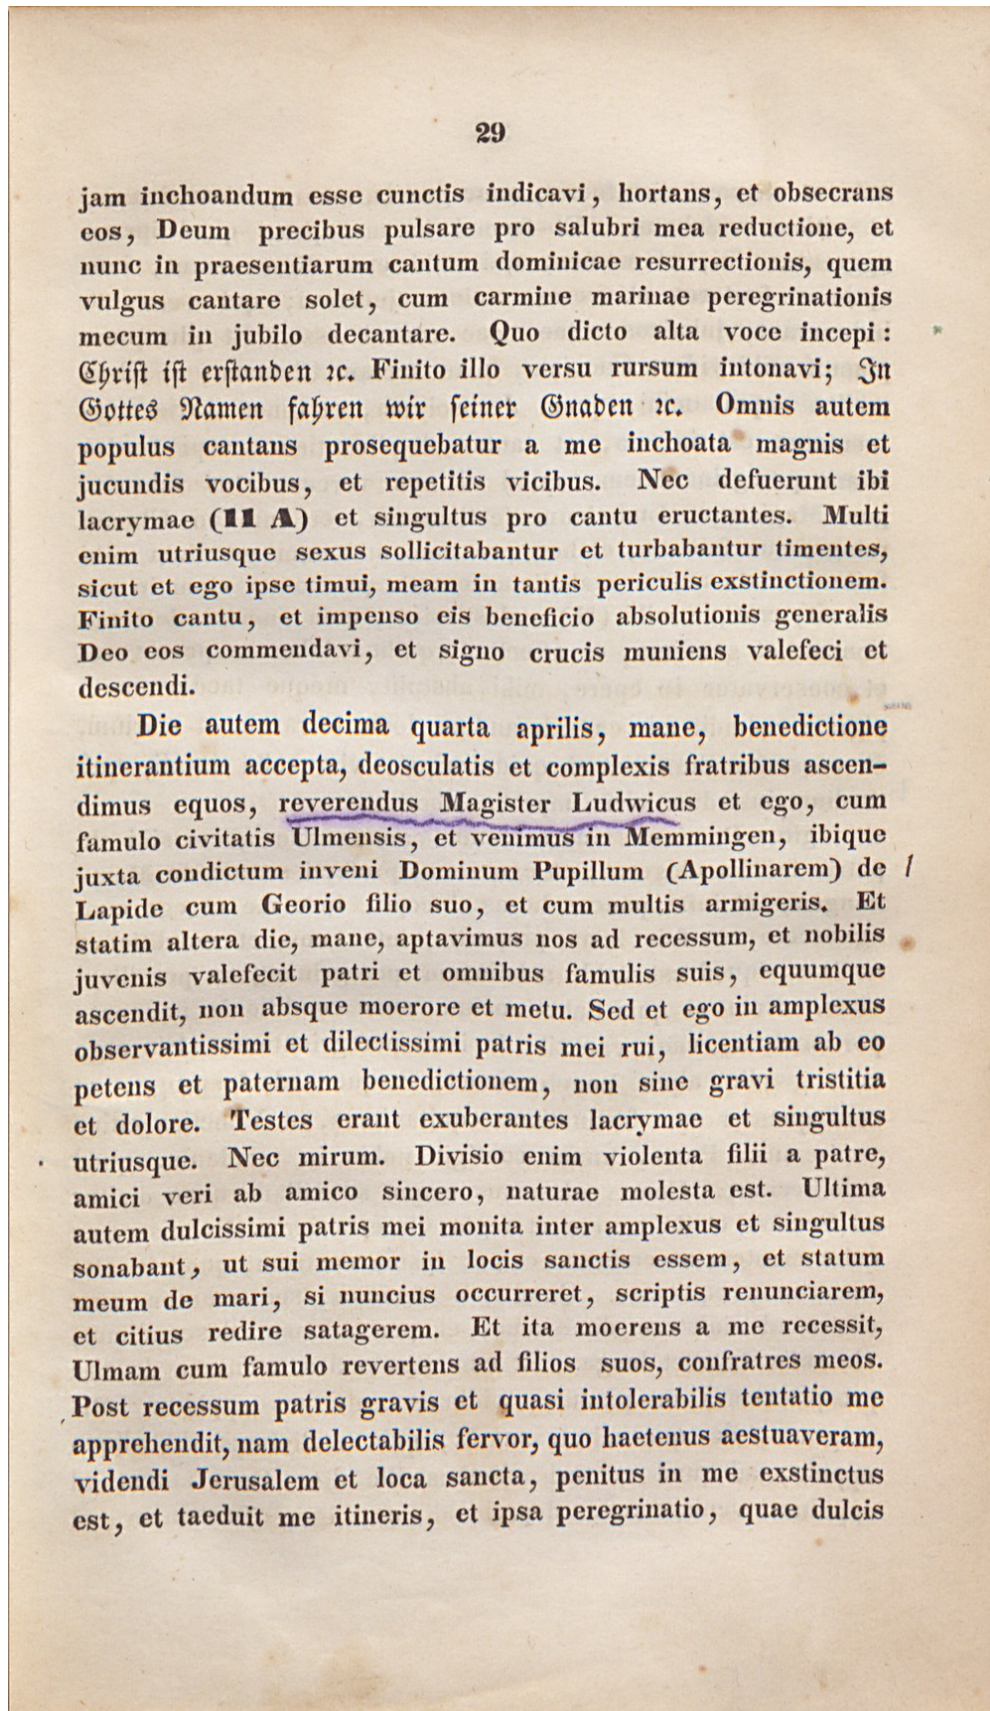 29
jam inchoandum esse cunctis indicavi, hortans, et obsecrans
eos, Deum precibus pulsare pro salubri mea reductione, et
nunc in praesentiarum cantum dominicae resurrectionis, quem
vulgus cantare solet, cum carmine marinae peregrinationis
mecum in jubilo decantare. Quo dicto alta voce incepi:
Chriſt iſt erſtanden ꝛc. Finito illo versu rursum intonavi; In
Gottes Namen fahren wir ſeiner Gnaden ꝛc. Omnis autem
populus cantans prosequebatur a me inchoata magnis et
jucundis vocibus, et repetitis vicibus. Nec defuerunt ibi
lacrymae (11 A) et singultus pro cantu eructantes. Multi
enim utriusque sexus sollicitabantur et turbabantur timentes,
sicut et ego ipse timui, meam in tantis periculis exstinctionem.
Finito cantu, et impenso eis beneficio absolutionis generalis
Deo eos commendavi, et signo crucis muniens valefeci et
descendi.
Die autem decima quarta aprilis, mane, benedictione
itinerantium accepta, deosculatis et complexis fratribus ascen-
dimus equos, reverendus Magister Ludwicus et ego, cum
famulo civitatis Ulmensis, et venimus in Memmingen, ibique
juxta condictum inveni Dominum Pupillum (Apollinarem) de
Lapide cum Georio filio suo, et cum multis armigeris. Et
statim altera die, mane, aptavimus nos ad recessum, et nobilis
juvenis valefecit patri et omnibus famulis suis, equumque
ascendit, non absque moerore et metu. Sed et ego in amplexus
observantissimi et dilectissimi patris mei rui, licentiam ab eo
petens et paternam benedictionem, non sine gravi tristitia
et dolore. Testes erant exuberantes lacrymae et singultus
utriusque. Nec mirum. Divisio enim violenta filii a patre,
amici veri ab amico sincero, naturae molesta est. Ultima
autem dulcissimi patris mei monita inter amplexus et singultus
sonabant, ut sui memor in locis sanctis essem, et statum
meum de mari, si nuncius occurreret, scriptis renunciarem,
et citius redire satagerem. Et ita moerens a me recessit,
Ulmam cum famulo revertens ad filios suos, confratres meos.
Post recessum patris gravis et quasi intolerabilis tentatio me
apprehendit, nam delectabilis fervor, quo haetenus aestuaveram,
videndi Jerusalem et loca sancta, penitus in me exstinctus
est, et taeduit me itineris, et ipsa peregrinatio, quae dulcis